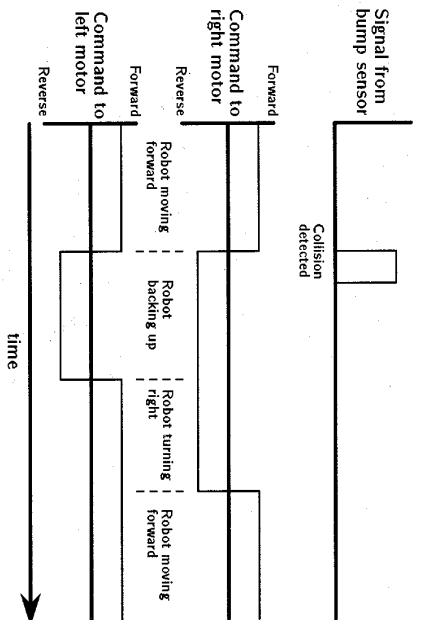 Signal from
bump sensor
Collision
detected
Command to
right motor
Forward
Reverse
Robot moving
forward
Robot
backing up
Robot turning
right
Robot moving
forward
Command to
left motor
Forward
Reverse
time